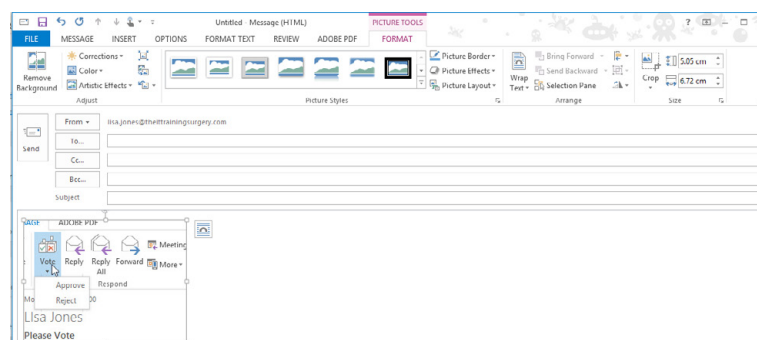 Untitled - Message (HTML)
PICTURE TOOLS
FILE MESSAGE INSERT OPTIONS FORMAT TEXT REVIEW ADOBE PDF FORMAT
Remove Background
Corrections
Color
Artistic Effects
Adjust
Picture Styles
Picture Border
Picture Effects
Picture Layout
Wrap Text
Bring Forward
Send Backward
Selection Pane
Arrange
Crop
5.05 cm
6.72 cm
Size
Send
From lisa.jones@theittrainingsurgery.com
To...
Cc...
Bcc...
Subject
ADOBE PDF
Vote
Reply
Reply All
Forward
Meeting
More
Respond
Approve
Reject
Lisa Jones
Please Vote